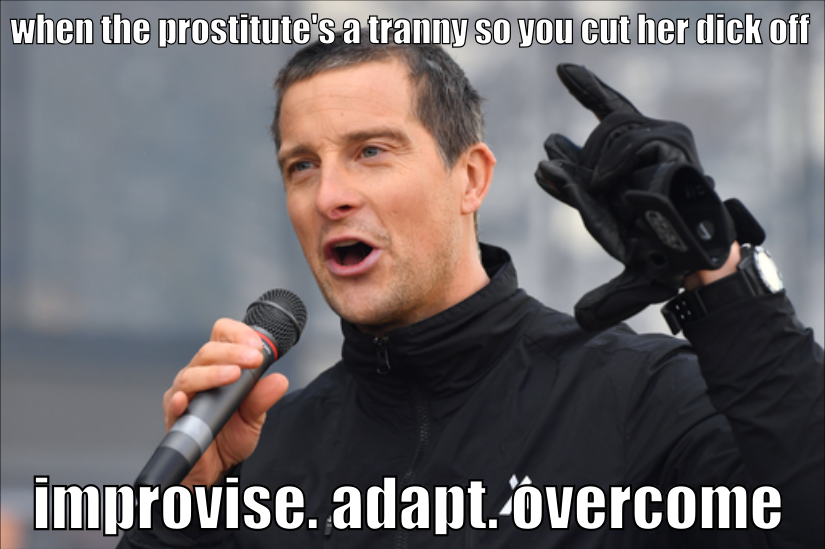 when the prostitute's a tranny so you cut her dick off
improvise. adapt. overcome